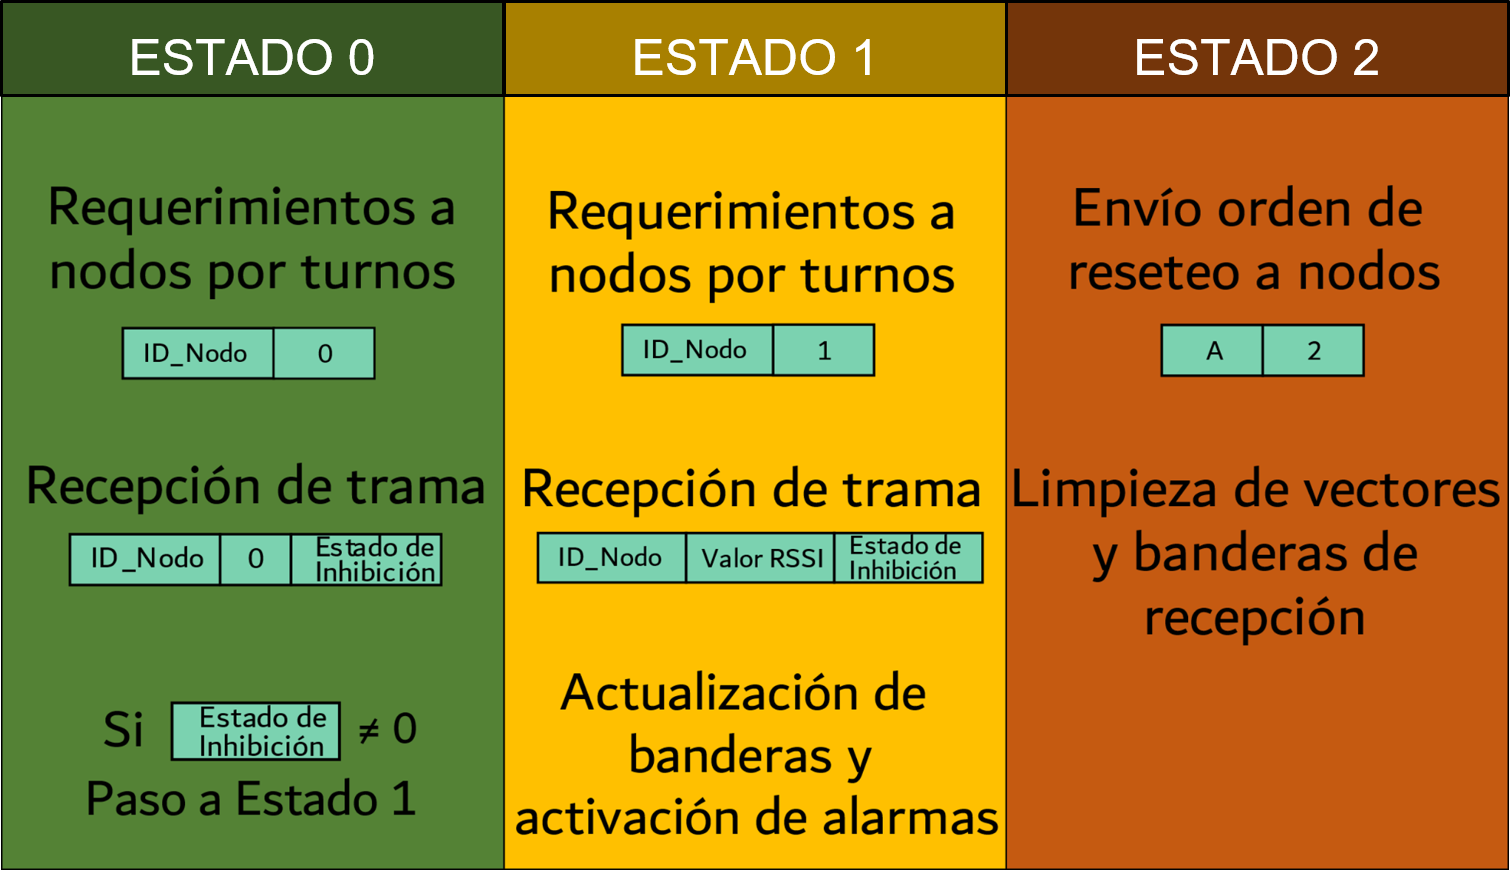 ESTADO 0
Requerimientos a
nodos por turnos
ID_Nodo 0
Recepción de trama
ID_Nodo 0 Estado de
Inhibición
Si Estado de
Inhibición ≠ 0
Paso a Estado 1
ESTADO 1
Requerimientos a
nodos por turnos
ID_Nodo 1
Recepción de trama
ID_Nodo Valor RSSI Estado de
Inhibición
Actualización de
banderas y
activación de alarmas
ESTADO 2
Envío orden de
reseteo a nodos
A 2
Limpieza de vectores
y banderas de
recepción